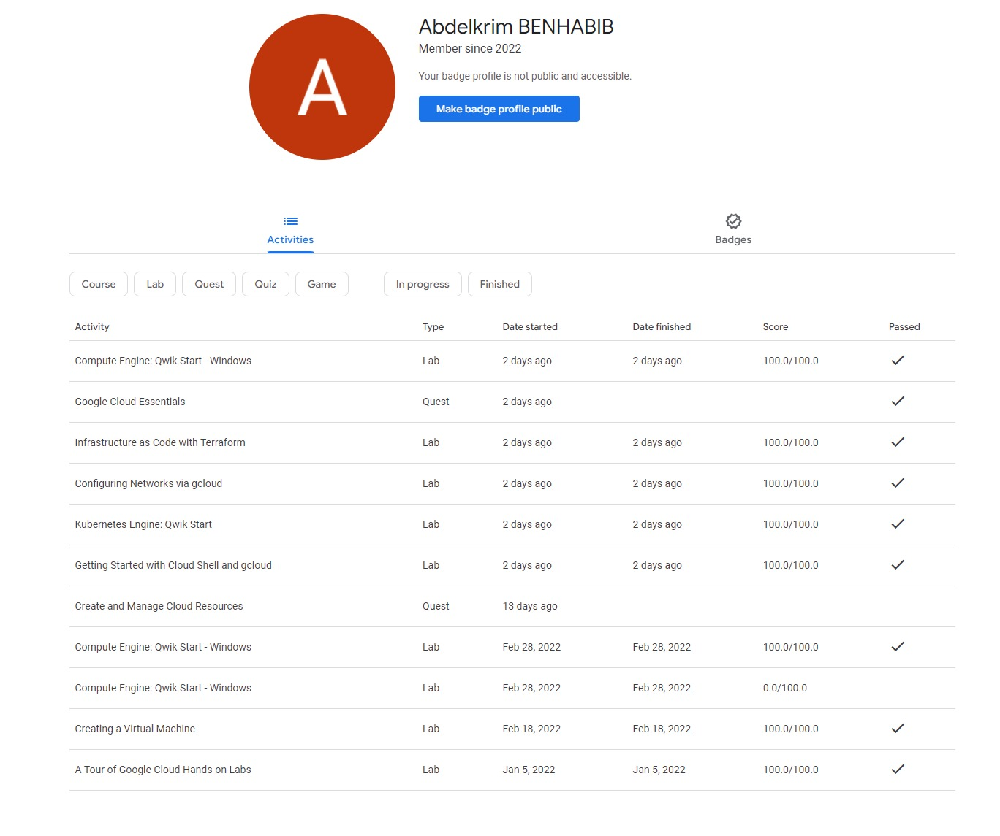 A
Abdelkrim BENHABIB
Member since 2022
Your badge profile is not public and accessible.
Make badge profile public
Activities Badges
Course Lab Quest Quiz Game In progress Finished
Activity Type Date started Date finished Score Passed
Compute Engine: Qwik Start - Windows Lab 2 days ago 2 days ago 100.0/100.0
Google Cloud Essentials Quest 2 days ago
Infrastructure as Code with Terraform Lab 2 days ago 2 days ago 100.0/100.0
Configuring Networks via gcloud Lab 2 days ago 2 days ago 100.0/100.0
Kubernetes Engine: Qwik Start Lab 2 days ago 2 days ago 100.0/100.0
Getting Started with Cloud Shell and gcloud Lab 2 days ago 2 days ago 100.0/100.0
Create and Manage Cloud Resources Quest 13 days ago
Compute Engine: Qwik Start - Windows Lab Feb 28, 2022 Feb 28, 2022 100.0/100.0
Compute Engine: Qwik Start - Windows Lab Feb 28, 2022 Feb 28, 2022 0.0/100.0
Creating a Virtual Machine Lab Feb 18, 2022 Feb 18, 2022 100.0/100.0
A Tour of Google Cloud Hands-on Labs Lab Jan 5, 2022 Jan 5, 2022 100.0/100.0